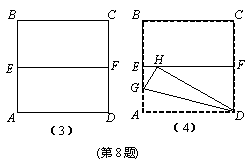 B C B C
E F E H F
G
A D A D
(3) (4)
(第8题)